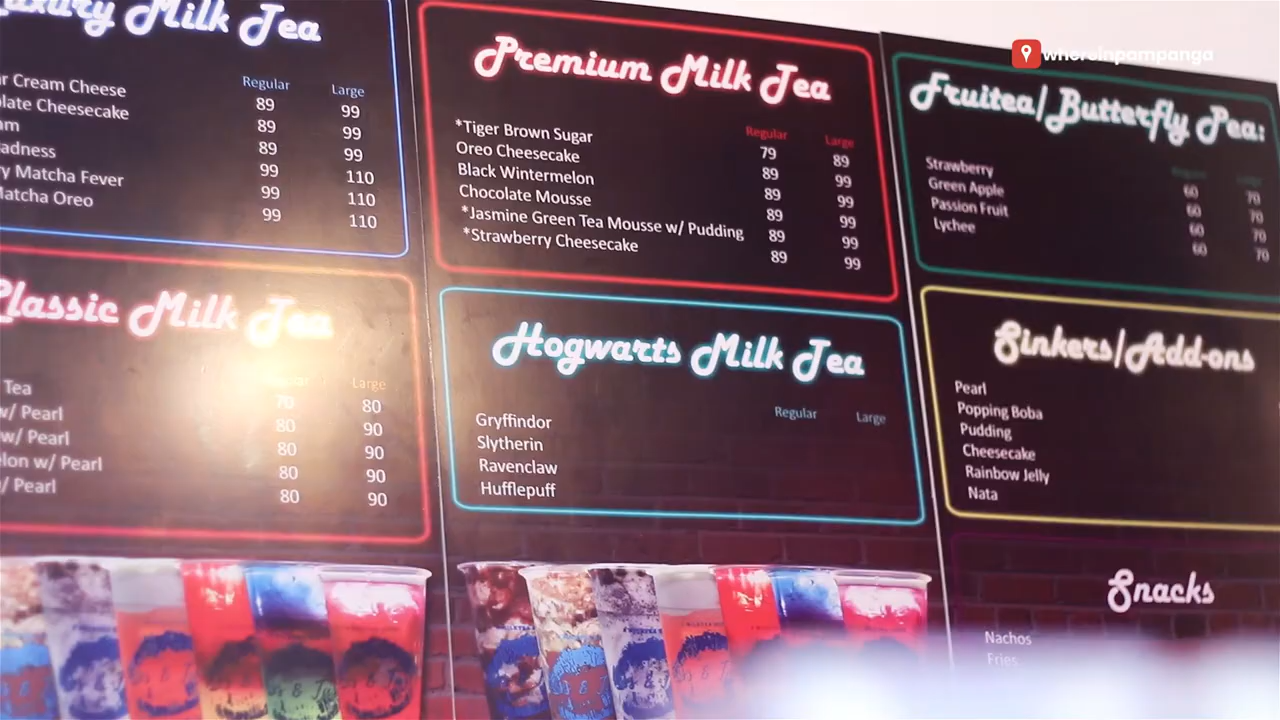 Milk Tea
Regular Large
r Cream Cheese 89 99
late Cheesecake 89 99
am 89 99
adness 99 110
y Matcha Fever 99 110
Matcha Oreo 99 110
Classic Milk Tea
Large
Tea 70 80
w/ Pearl 80 90
w/ Pearl 80 90
lon w/ Pearl 80 90
/ Pearl 80 90
Premium Milk Tea
Regular Large
*Tiger Brown Sugar 79 89
Oreo Cheesecake 89 99
Black Wintermelon 89 99
Chocolate Mousse 89 99
*Jasmine Green Tea Mousse w/ Pudding 89 99
*Strawberry Cheesecake 89 99
Hogwarts Milk Tea
Regular Large
Gryffindor
Slytherin
Ravenclaw
Hufflepuff
whereinpampanga
Fruitea/Butterfly Pea:
Strawberry 60 70
Green Apple 60 70
Passion Fruit 60 70
Lychee 60 70
Sinkers/Add-ons
Pearl
Popping Boba
Pudding
Cheesecake
Rainbow Jelly
Nata
Snacks
Nachos
Fries